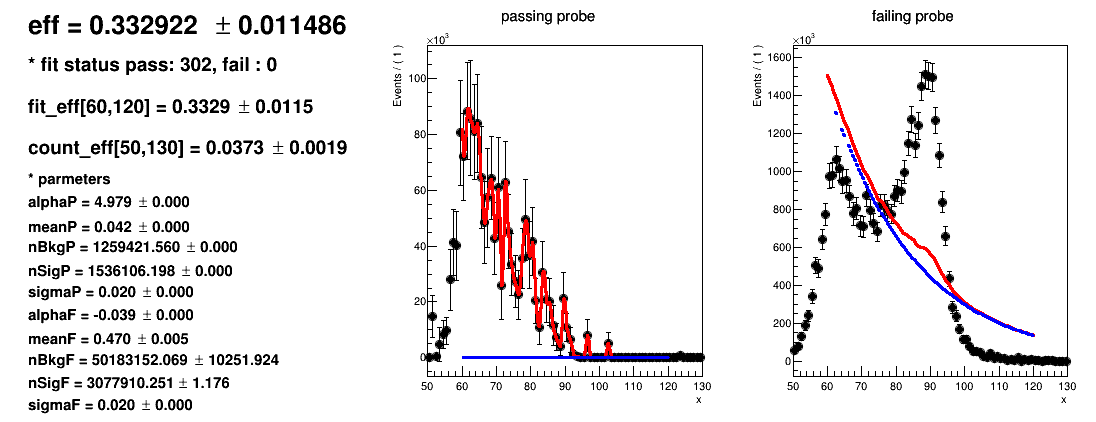 eff = 0.332922 ± 0.011486
* fit status pass: 302, fail : 0
fit_eff[60,120] = 0.3329 ± 0.0115
count_eff[50,130] = 0.0373 ± 0.0019
* parmeters
alphaP = 4.979 ± 0.000
meanP = 0.042 ± 0.000
nBkgP = 1259421.560 ± 0.000
nSigP = 1536106.198 ± 0.000
sigmaP = 0.020 ± 0.000
alphaF = -0.039 ± 0.000
meanF = 0.470 ± 0.005
nBkgF = 50183152.069 ± 10251.924
nSigF = 3077910.251 ± 1.176
sigmaF = 0.020 ± 0.000
passing probe
×10³
Events / ( 1 )
100
80
60
40
20
0
50 60 70 80 90 100 110 120 130
x
failing probe
×10³
Events / ( 1 )
1600
1400
1200
1000
800
600
400
200
0
50 60 70 80 90 100 110 120 130
x